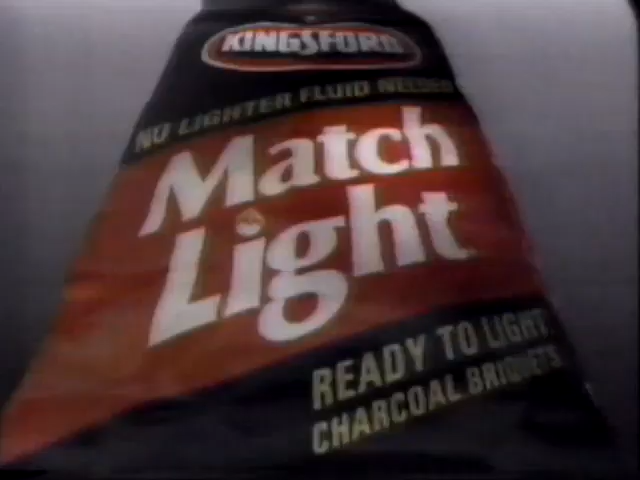 KINGSFORD
NO LIGHTER FLUID NEEDED
Match
Light
READY TO LIGHT
CHARCOAL BRIQUETS